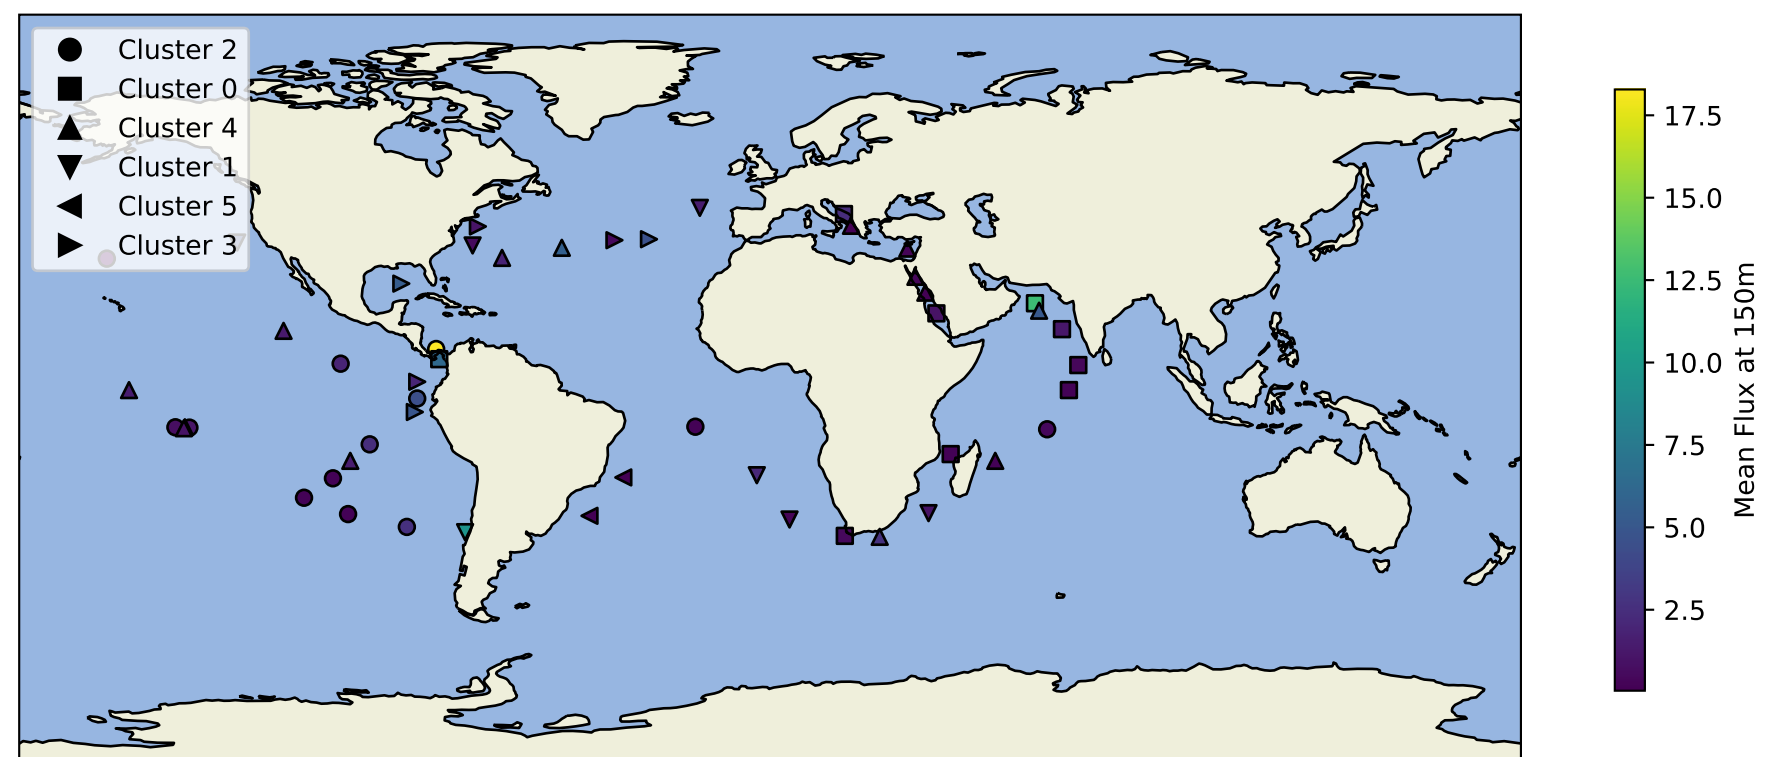 Cluster 2
Cluster 0
Cluster 4
Cluster 1
Cluster 5
Cluster 3
17.5
15.0
12.5
10.0
7.5
5.0
2.5
Mean Flux at 150m